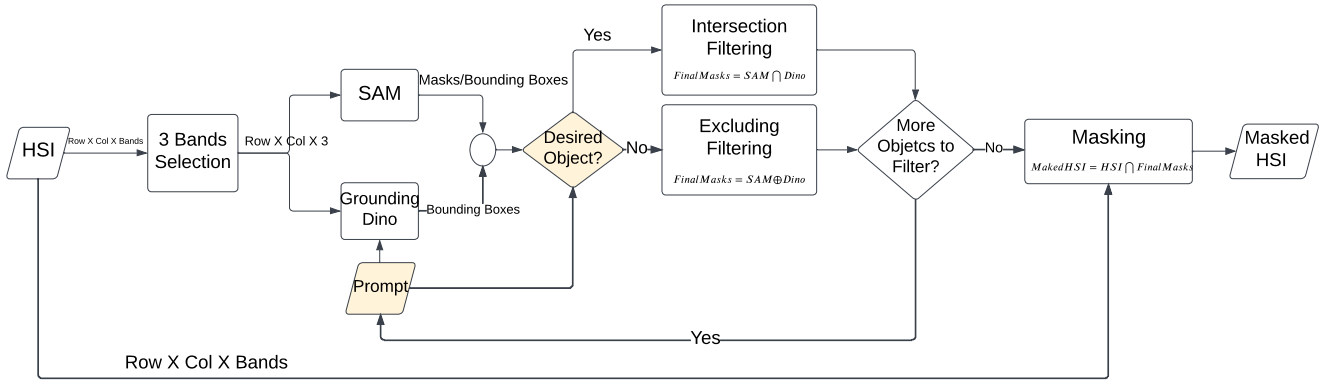 HSI
Row X Col X Bands
3 Bands
Selection
Row X Col X 3
SAM
Masks/Bounding Boxes
Grounding
Dino
Bounding Boxes
Prompt
Desired
Object?
Yes
No
Intersection
Filtering
FinalMasks = SAM ⋂ Dino
Excluding
Filtering
FinalMasks = SAM⊕Dino
More
Objetcs to
Filter?
No
Yes
Masking
MakedHSI = HSI ⋂ FinalMasks
Masked
HSI
Row X Col X Bands